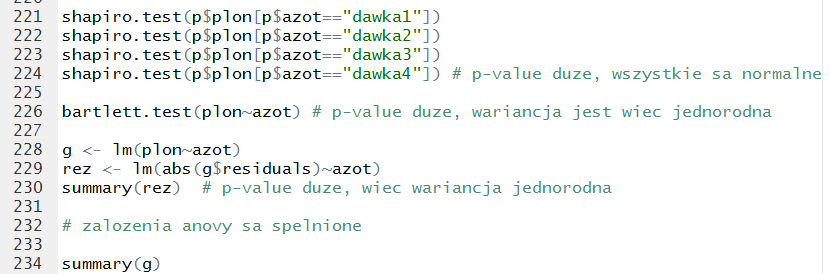 221 shapiro.test(p$plon[p$azot=="dawka1"])
222 shapiro.test(p$plon[p$azot=="dawka2"])
223 shapiro.test(p$plon[p$azot=="dawka3"])
224 shapiro.test(p$plon[p$azot=="dawka4"]) # p-value duze, wszystkie sa normalne
225
226 bartlett.test(plon~azot) # p-value duze, wariancja jest wiec jednorodna
227
228 g <- lm(plon~azot)
229 rez <- lm(abs(g$residuals)~azot)
230 summary(rez)  # p-value duze, wiec wariancja jednorodna
231
232 # zalozenia anovy sa spelnione
233
234 summary(g)